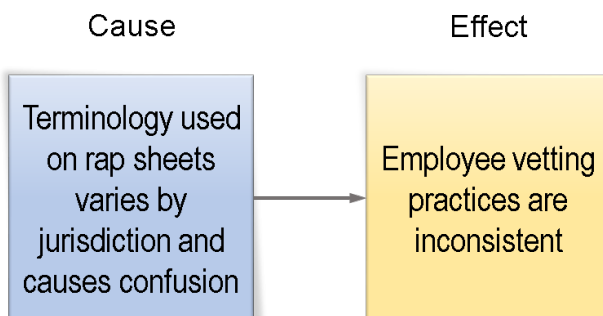 Cause
Effect
Terminology used
on rap sheets
varies by
jurisdiction and
causes confusion
Employee vetting
practices are
inconsistent